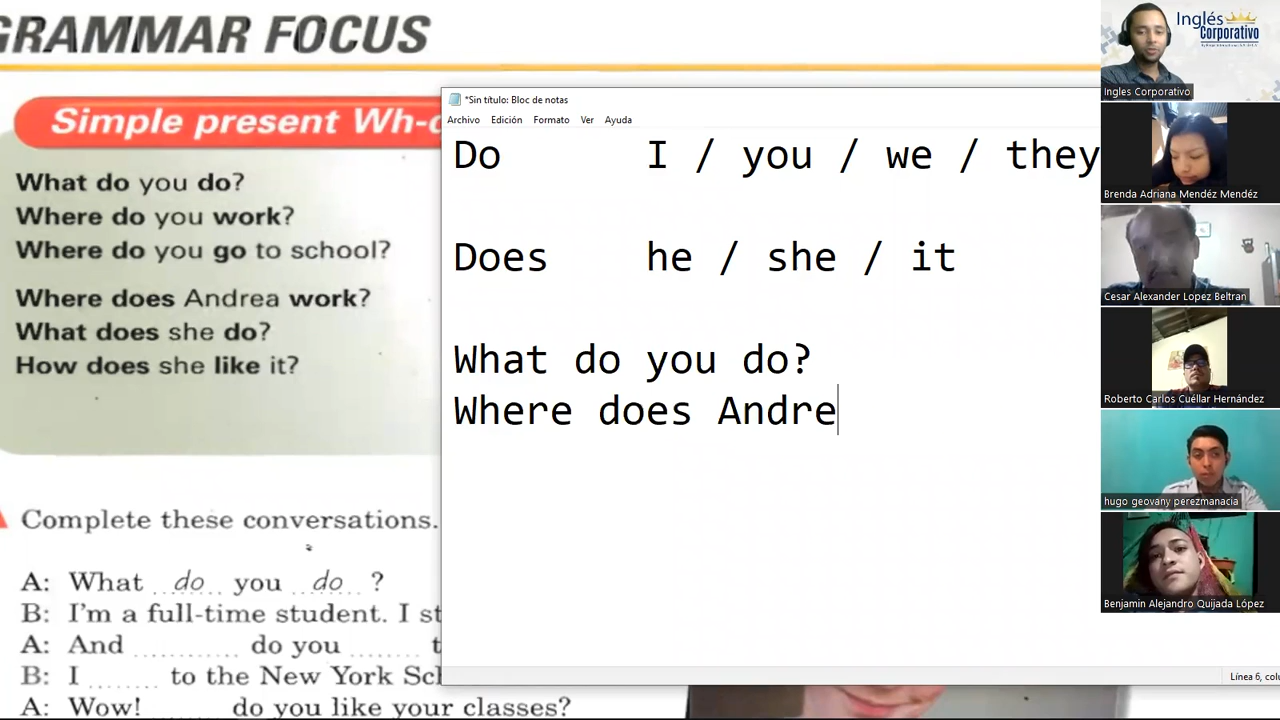 GRAMMAR FOCUS
Simple present Wh-
What do you do?
Where do you work?
Where do you go to school?
Where does Andrea work?
What does she do?
How does she like it?
Complete these conversations.
A: What do you do ?
B: I'm a full-time student. I st
A: And .......... do you ....... t
B: I ....... to the New York Sch
A: Wow! ....... do you like your classes?
*Sin título: Bloc de notas
Archivo Edición Formato Ver Ayuda
Do I / you / we / they
Does he / she / it
What do you do?
Where does Andre
Línea 6, colu
Inglés
Corporativo
Ingles Corporativo
Brenda Adriana Mendéz Mendéz
Cesar Alexander Lopez Beltran
Roberto Carlos Cuéllar Hernández
hugo geovany perezmanacia
Benjamin Alejandro Quijada López